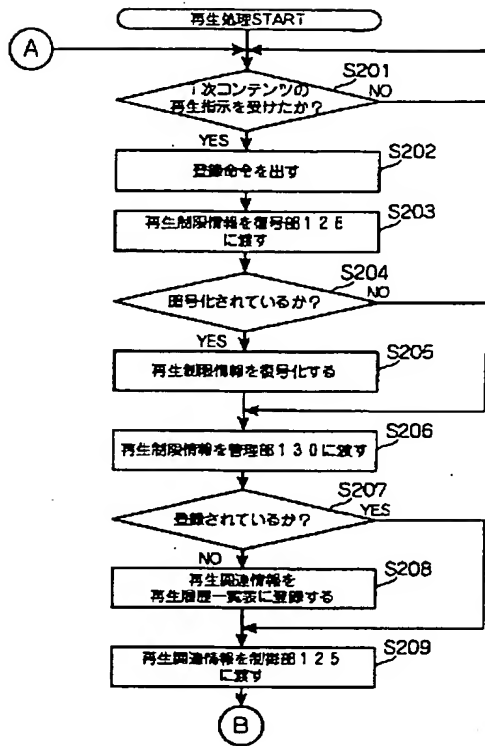 再生処理START
A
S201
1次コンテンツの
再生指示を受けたか?
NO
YES
S202
登録命令を出す
S203
再生制限情報を復号部126
に渡す
S204
暗号化されているか?
NO
YES
S205
再生制限情報を復号化する
S206
再生制限情報を管理部130に渡す
S207
登録されているか?
YES
NO
S208
再生関連情報を
再生履歴一覧表に登録する
S209
再生関連情報を制御部125
に渡す
B